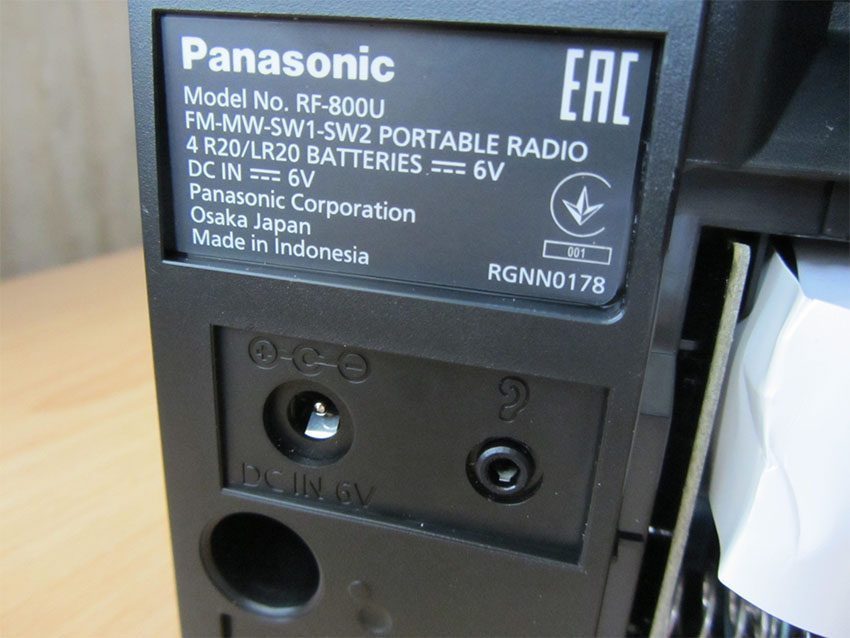 Panasonic
EAC
Model No. RF-800U
FM-MW-SW1-SW2 PORTABLE RADIO
4 R20/LR20 BATTERIES ⎓ 6V
DC IN ⎓ 6V
Panasonic Corporation
Osaka Japan
Made in Indonesia
001
RGNN0178
DC IN 6V